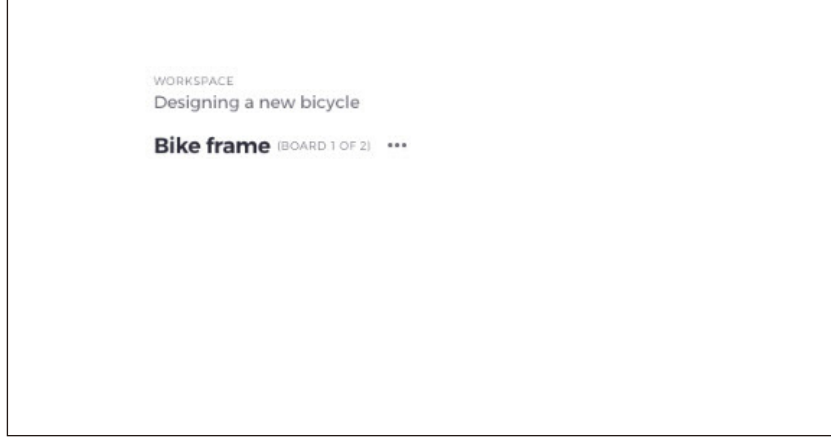 WORKSPACE
Designing a new bicycle
Bike frame (BOARD 1 OF 2) •••